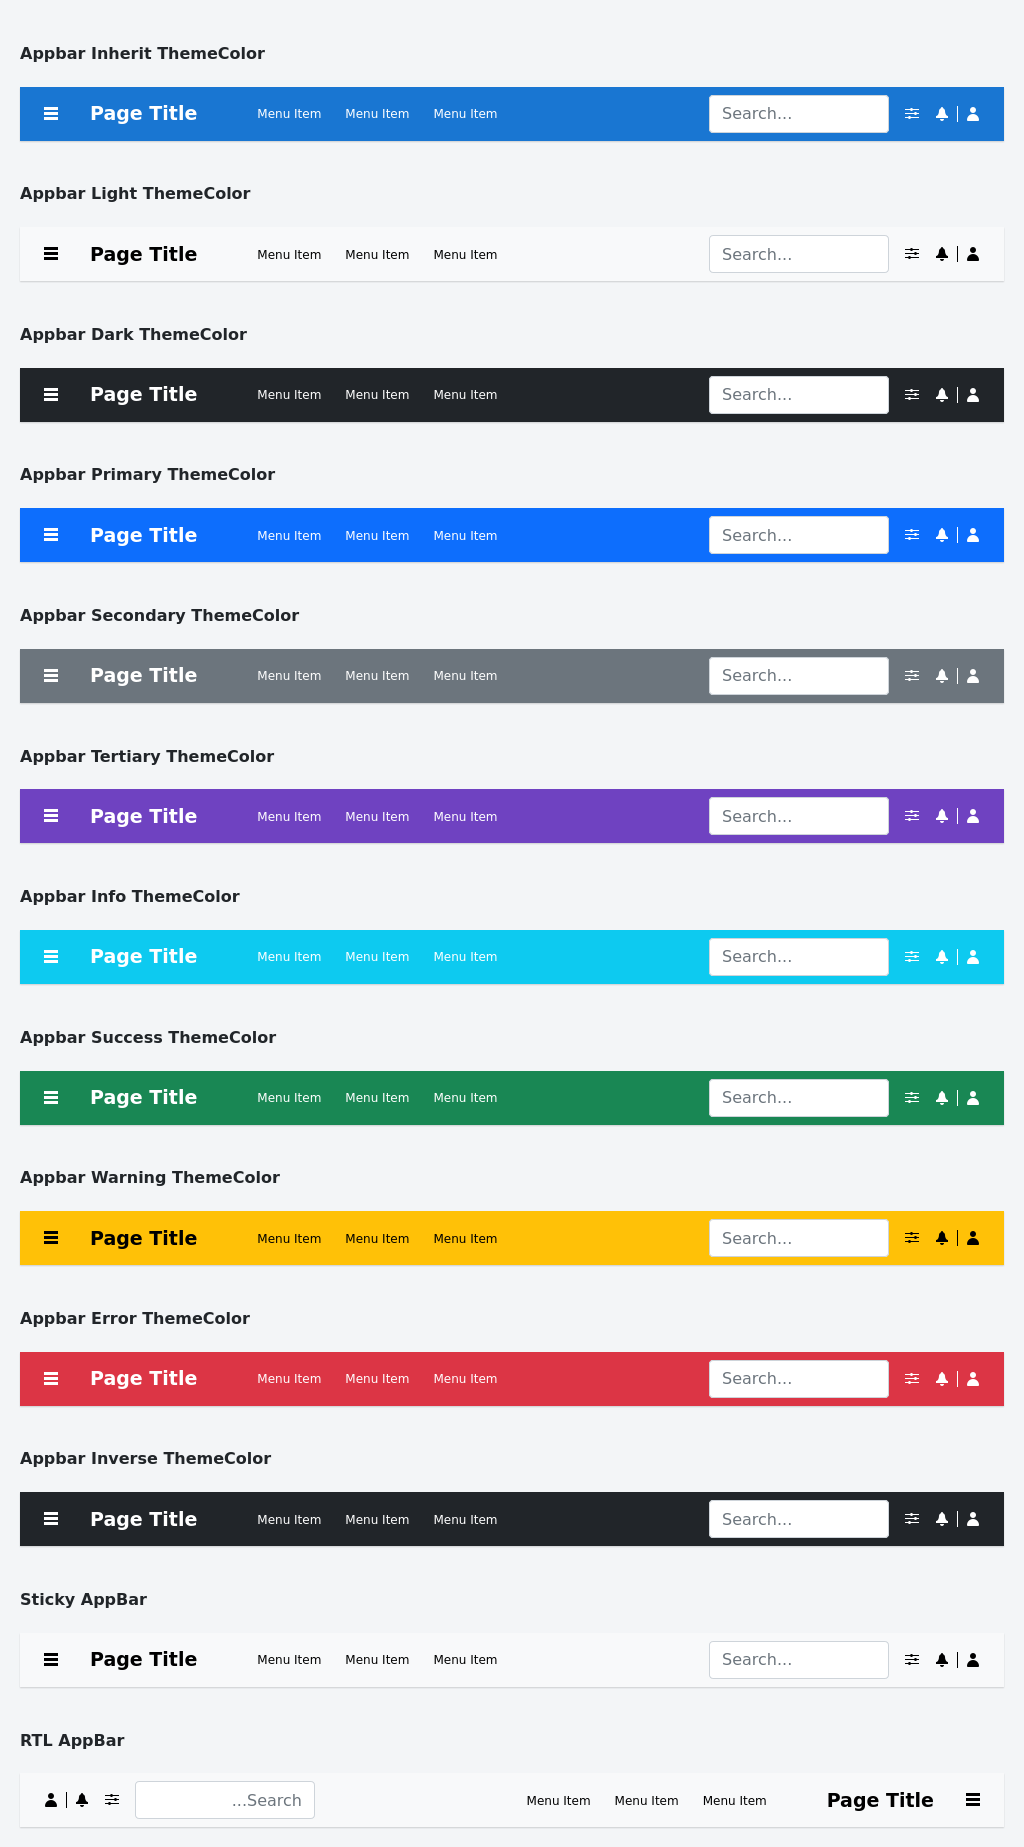 Appbar Inherit ThemeColor
Page Title Menu Item Menu Item Menu Item Search...
Appbar Light ThemeColor
Page Title Menu Item Menu Item Menu Item Search...
Appbar Dark ThemeColor
Page Title Menu Item Menu Item Menu Item Search...
Appbar Primary ThemeColor
Page Title Menu Item Menu Item Menu Item Search...
Appbar Secondary ThemeColor
Page Title Menu Item Menu Item Menu Item Search...
Appbar Tertiary ThemeColor
Page Title Menu Item Menu Item Menu Item Search...
Appbar Info ThemeColor
Page Title Menu Item Menu Item Menu Item Search...
Appbar Success ThemeColor
Page Title Menu Item Menu Item Menu Item Search...
Appbar Warning ThemeColor
Page Title Menu Item Menu Item Menu Item Search...
Appbar Error ThemeColor
Page Title Menu Item Menu Item Menu Item Search...
Appbar Inverse ThemeColor
Page Title Menu Item Menu Item Menu Item Search...
Sticky AppBar
Page Title Menu Item Menu Item Menu Item Search...
RTL AppBar
...Search Menu Item Menu Item Menu Item Page Title